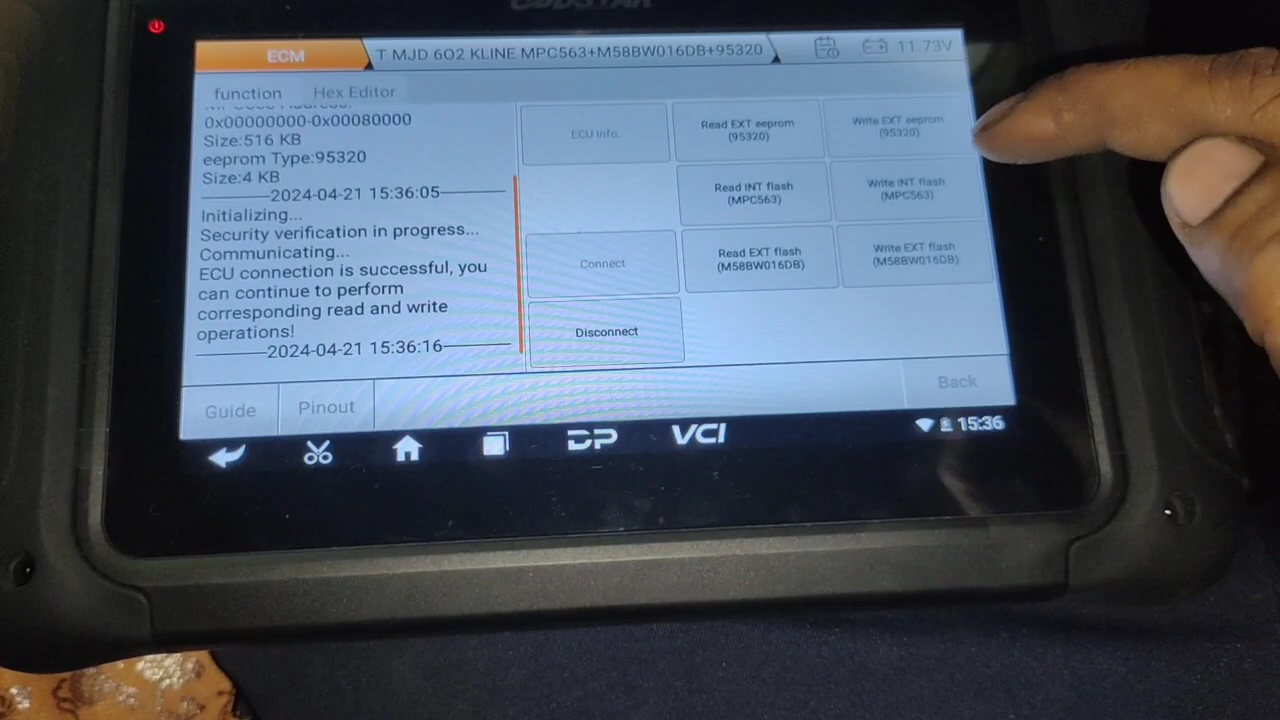 ECM
T MJD 6O2 KLINE MPC563+M58BW016DB+95320
11.73V
function
Hex Editor
0x00000000-0x00080000
Size:516 KB
eeprom Type:95320
Size:4 KB
2024-04-21 15:36:05
Initializing...
Security verification in progress...
Communicating...
ECU connection is successful, you
can continue to perform
corresponding read and write
operations!
2024-04-21 15:36:16
ECU info.
Read EXT eeprom
(95320)
Write EXT eeprom
(95320)
Read INT flash
(MPC563)
Write INT flash
(MPC563)
Connect
Read EXT flash
(M58BW016DB)
Write EXT flash
(M58BW016DB)
Disconnect
Guide
Pinout
Back
DP
VCI
15:36